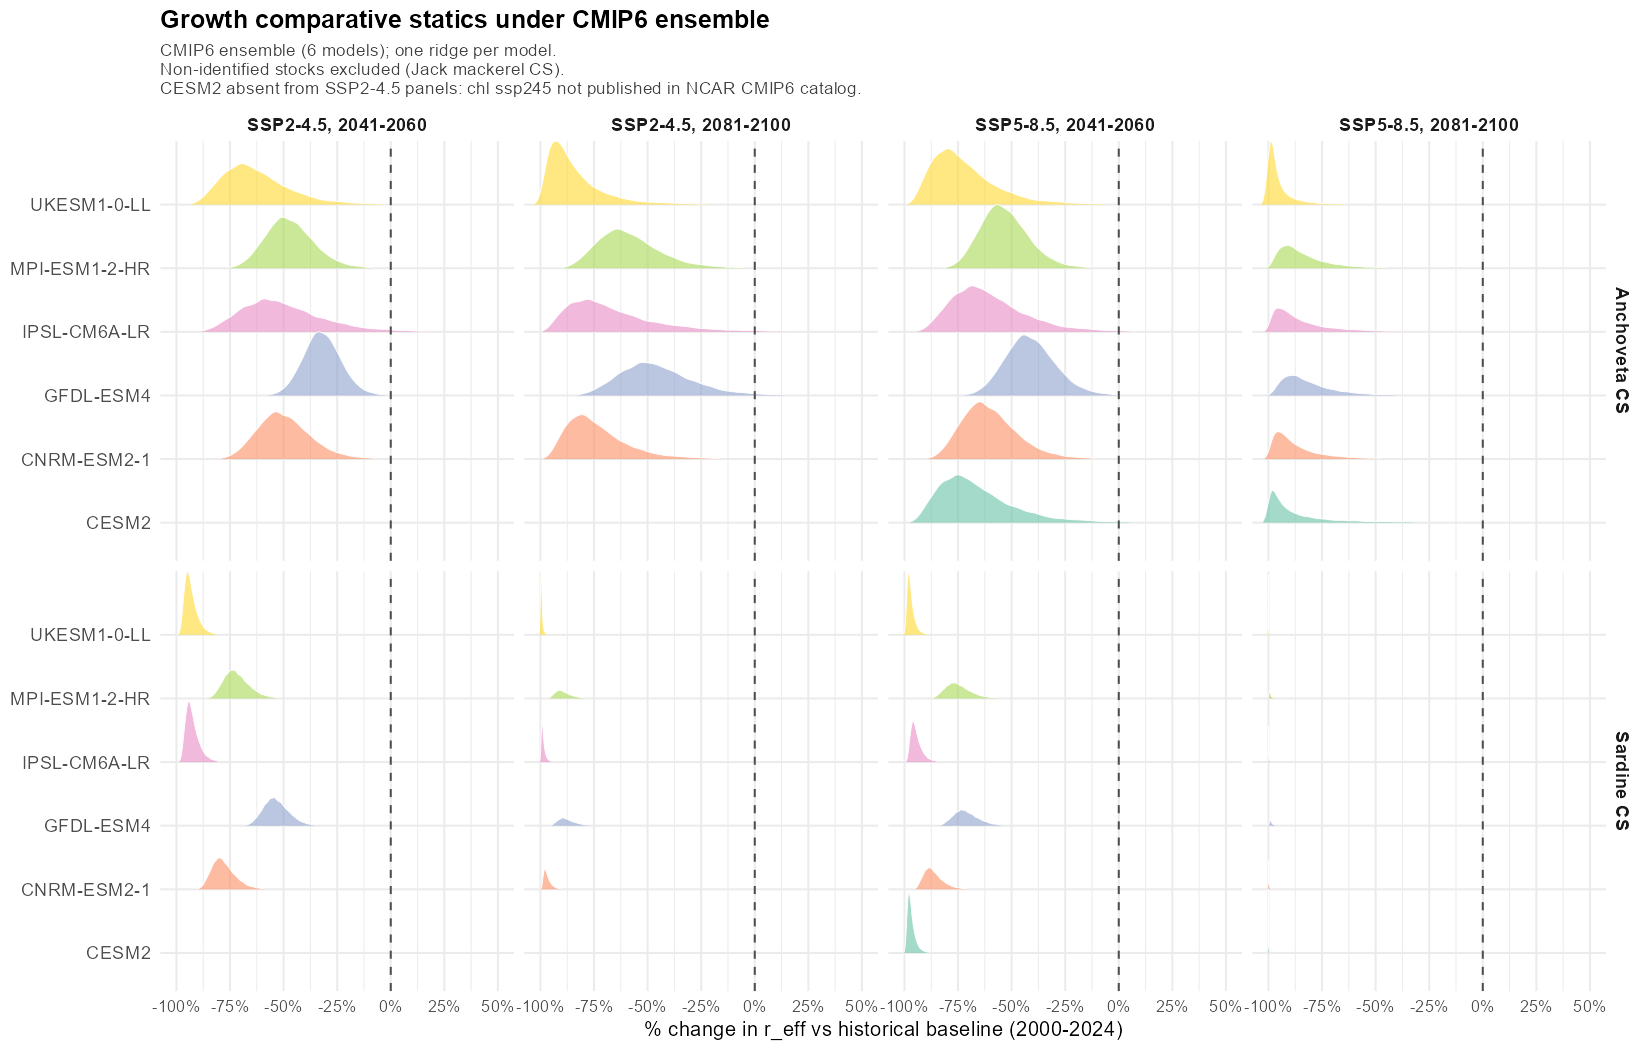 Growth comparative statics under CMIP6 ensemble
CMIP6 ensemble (6 models); one ridge per model.
Non-identified stocks excluded (Jack mackerel CS).
CESM2 absent from SSP2-4.5 panels: chl ssp245 not published in NCAR CMIP6 catalog.
SSP2-4.5, 2041-2060 SSP2-4.5, 2081-2100 SSP5-8.5, 2041-2060 SSP5-8.5, 2081-2100
UKESM1-0-LL
MPI-ESM1-2-HR
IPSL-CM6A-LR
GFDL-ESM4
CNRM-ESM2-1
CESM2
Anchoveta CS
UKESM1-0-LL
MPI-ESM1-2-HR
IPSL-CM6A-LR
GFDL-ESM4
CNRM-ESM2-1
CESM2
Sardine CS
-100% -75% -50% -25% 0% 25% 50% -100% -75% -50% -25% 0% 25% 50% -100% -75% -50% -25% 0% 25% 50% -100% -75% -50% -25% 0% 25% 50%
% change in r_eff vs historical baseline (2000-2024)